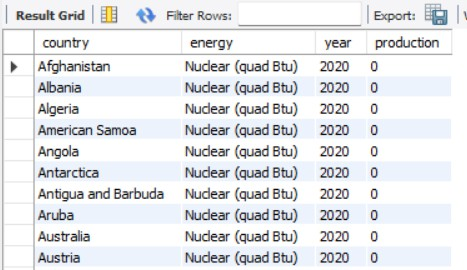 Result Grid Filter Rows: Export:
country energy year production
Afghanistan Nuclear (quad Btu) 2020 0
Albania Nuclear (quad Btu) 2020 0
Algeria Nuclear (quad Btu) 2020 0
American Samoa Nuclear (quad Btu) 2020 0
Angola Nuclear (quad Btu) 2020 0
Antarctica Nuclear (quad Btu) 2020 0
Antigua and Barbuda Nuclear (quad Btu) 2020 0
Aruba Nuclear (quad Btu) 2020 0
Australia Nuclear (quad Btu) 2020 0
Austria Nuclear (quad Btu) 2020 0